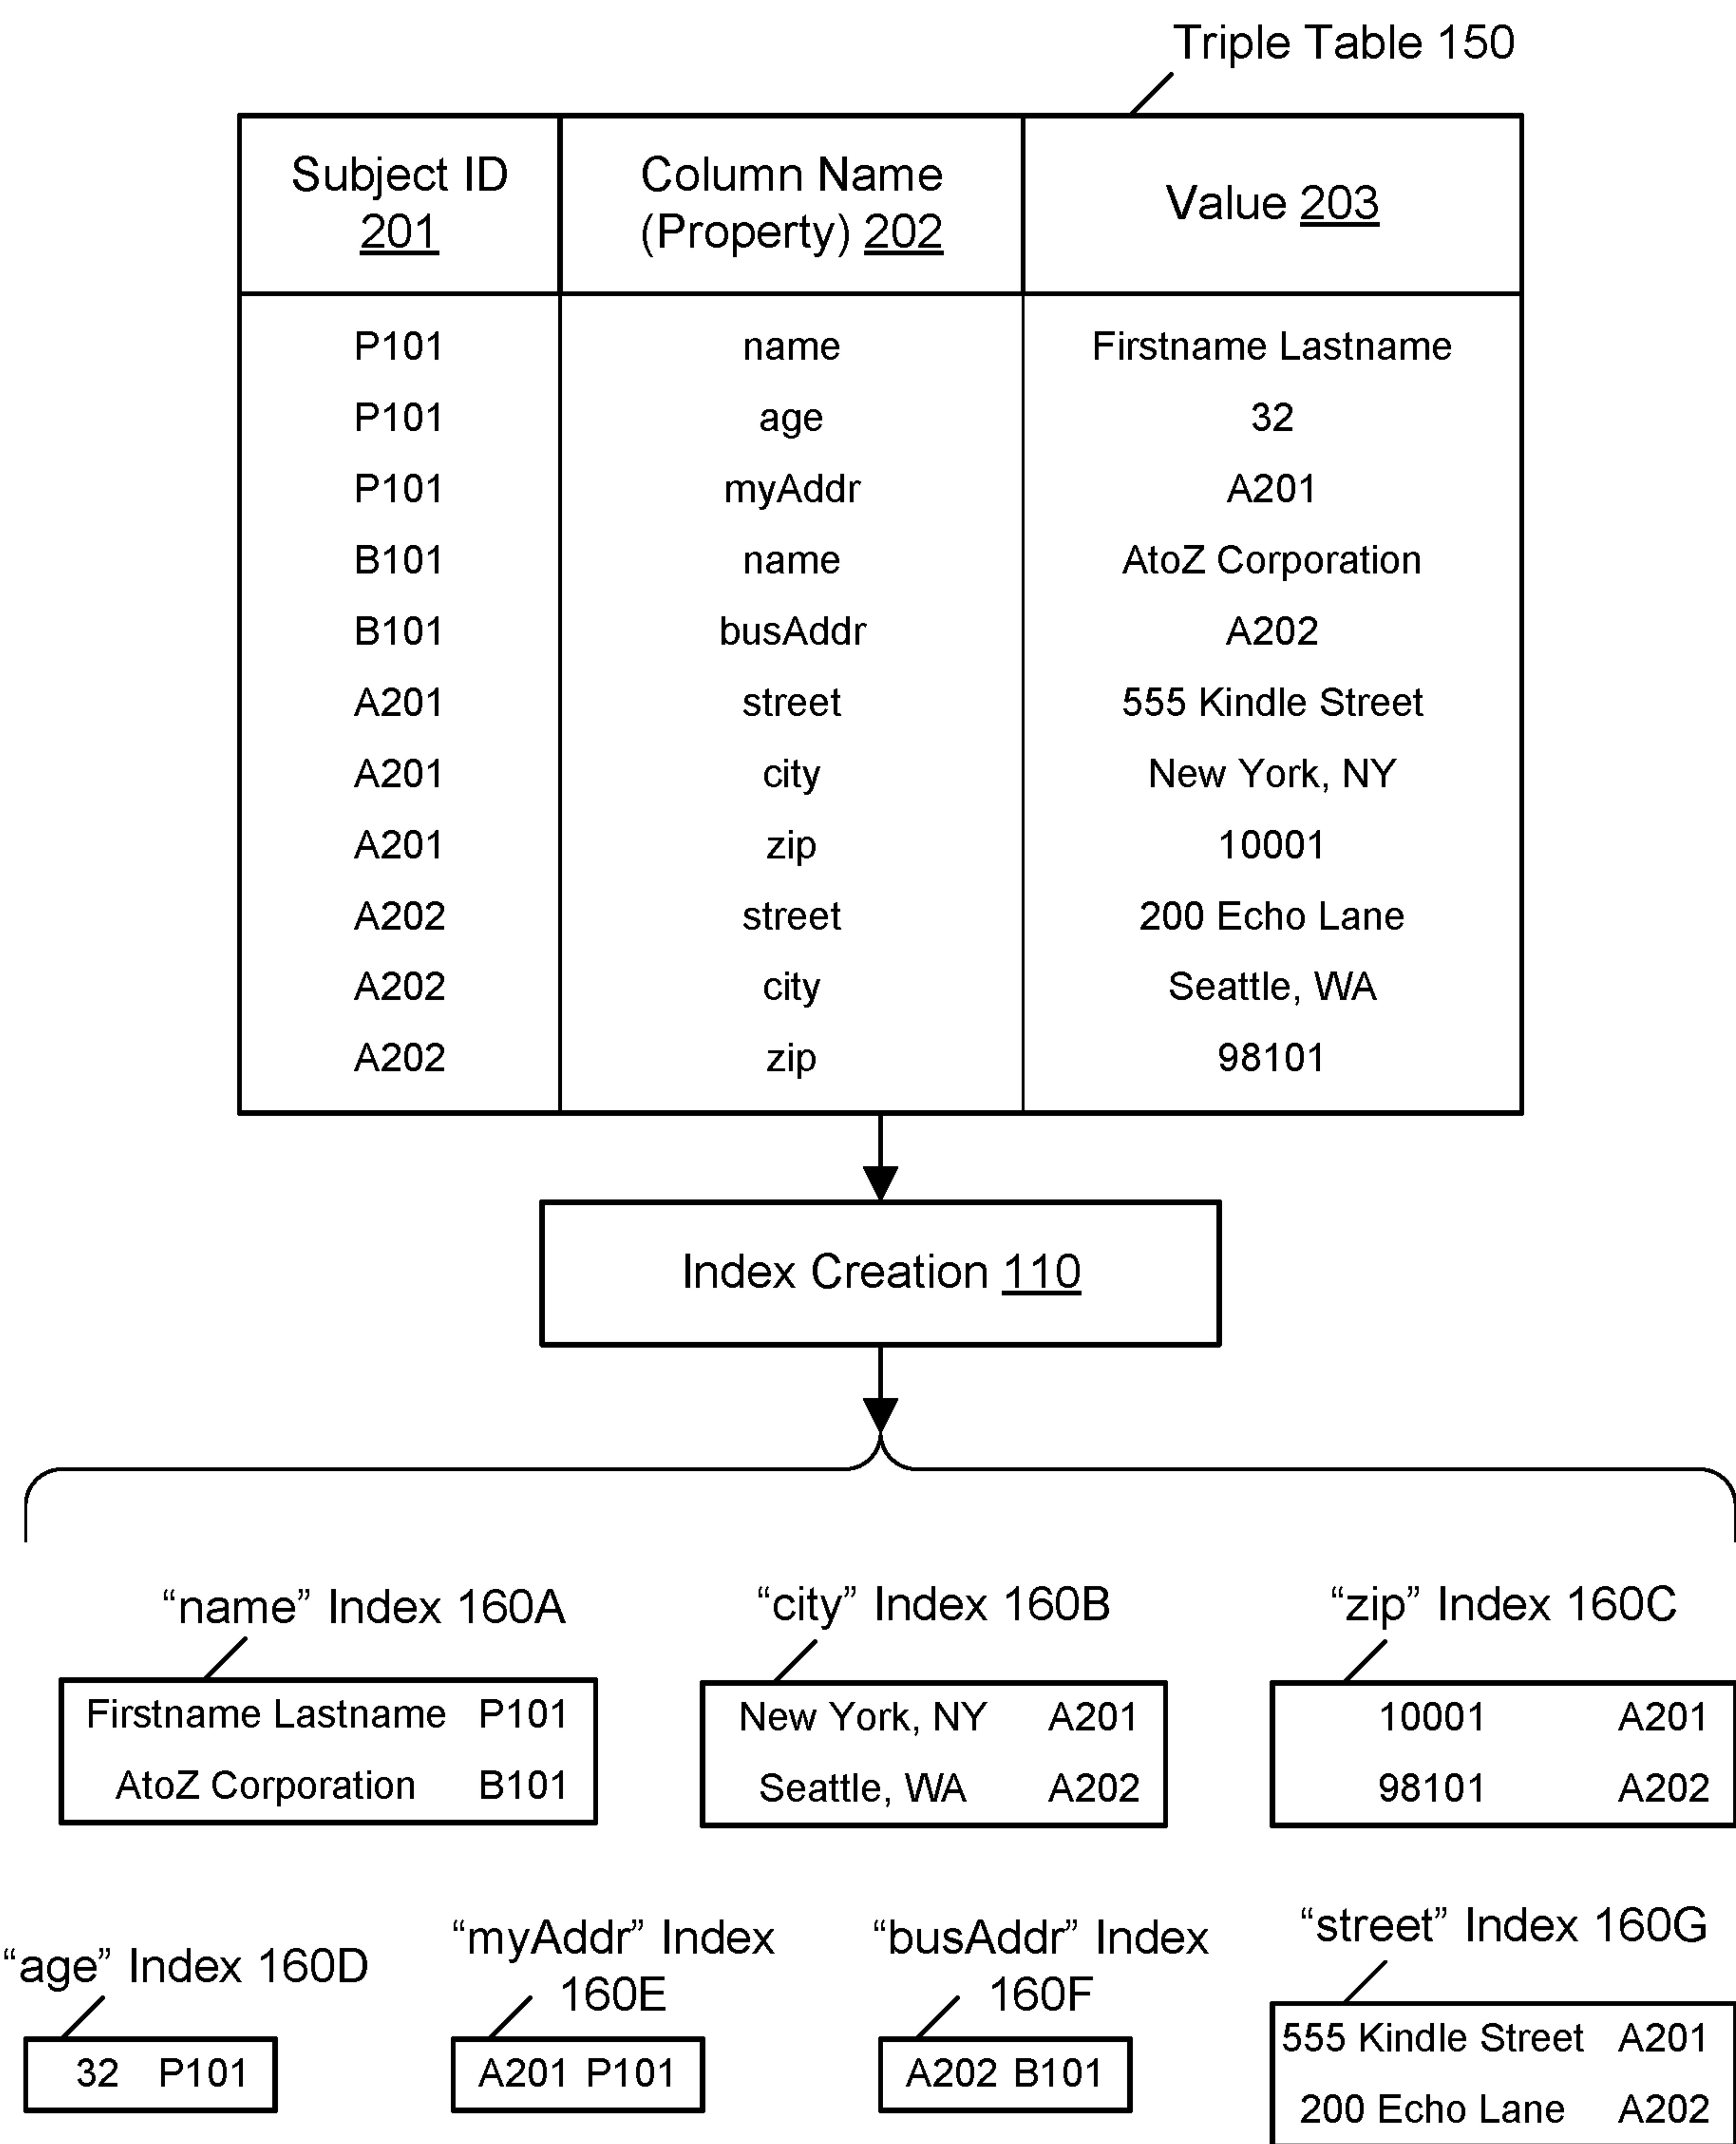 Triple Table 150
Subject ID Column Name Value 203
201 (Property) 202
P101 name Firstname Lastname
P101 age 32
P101 myAddr A201
B101 name AtoZ Corporation
B101 busAddr A202
A201 street 555 Kindle Street
A201 city New York, NY
A201 zip 10001
A202 street 200 Echo Lane
A202 city Seattle, WA
A202 zip 98101
Index Creation 110
“name” Index 160A
Firstname Lastname P101
AtoZ Corporation B101
“city” Index 160B
New York, NY A201
Seattle, WA A202
“zip” Index 160C
10001 A201
98101 A202
“age” Index 160D
32 P101
“myAddr” Index
160E
A201 P101
“busAddr” Index
160F
A202 B101
“street” Index 160G
555 Kindle Street A201
200 Echo Lane A202